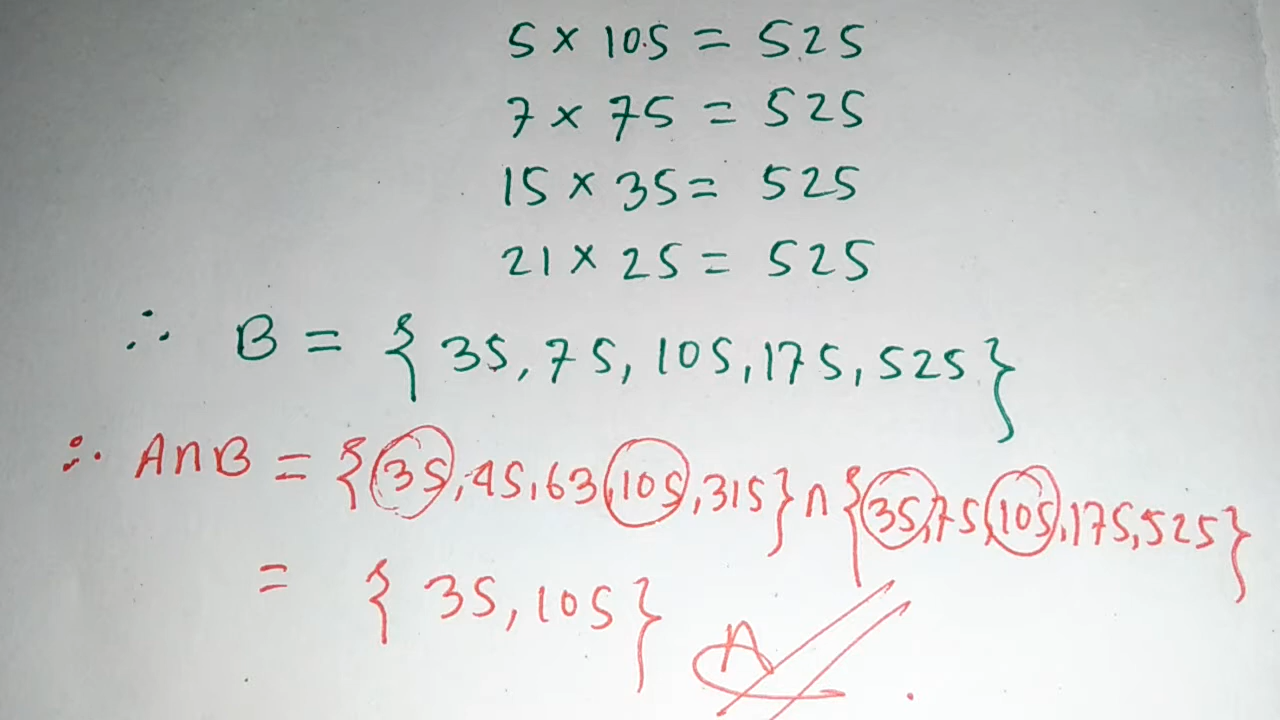 5 × 105 = 525
7 × 75 = 525
15 × 35 = 525
21 × 25 = 525
∴ B = { 35, 75, 105, 175, 525 }
∴ A∩B = {35, 45, 63, 105, 315} ∩ {35, 75, 105, 175, 525}
= { 35, 105 }
A